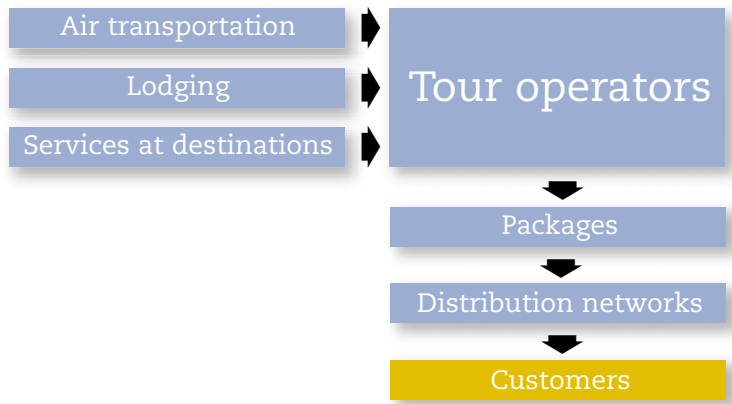 Air transportation
Lodging
Services at destinations
Tour operators
Packages
Distribution networks
Customers